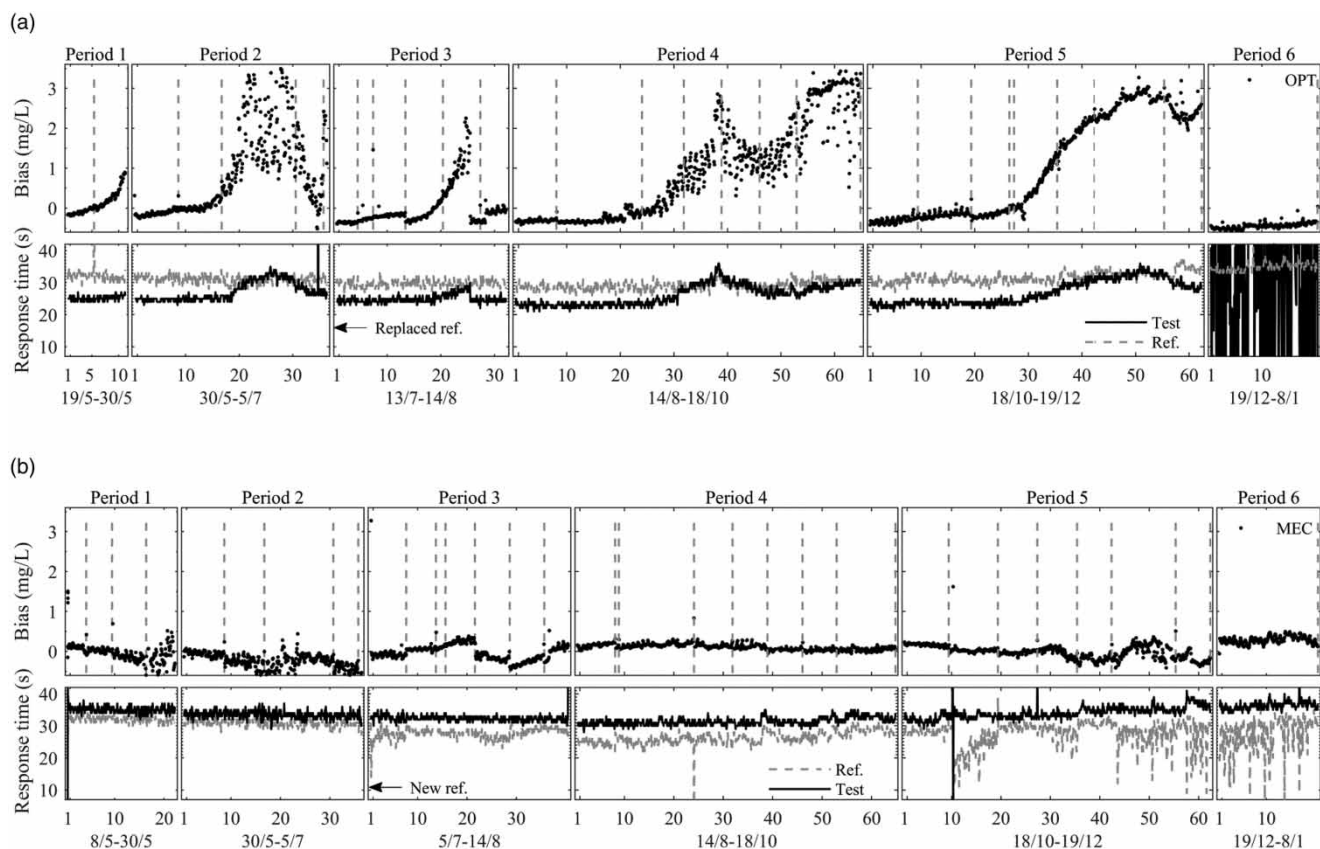 (a)
Period 1 Period 2 Period 3 Period 4 Period 5 Period 6
3 2 1 0
Bias (mg/L)
OPT
40 30 20 10
Response time (s)
Replaced ref.
Test
Ref.
1 5 10 1 10 20 30 1 10 20 30 1 10 20 30 40 50 60 1 10 20 30 40 50 60 1 10
19/5-30/5 30/5-5/7 13/7-14/8 14/8-18/10 18/10-19/12 19/12-8/1
(b)
Period 1 Period 2 Period 3 Period 4 Period 5 Period 6
3 2 1 0
Bias (mg/L)
MEC
40 30 20 10
Response time (s)
New ref.
Ref.
Test
1 10 20 1 10 20 30 1 10 20 30 1 10 20 30 40 50 60 1 10 20 30 40 50 60 1 10
8/5-30/5 30/5-5/7 5/7-14/8 14/8-18/10 18/10-19/12 19/12-8/1